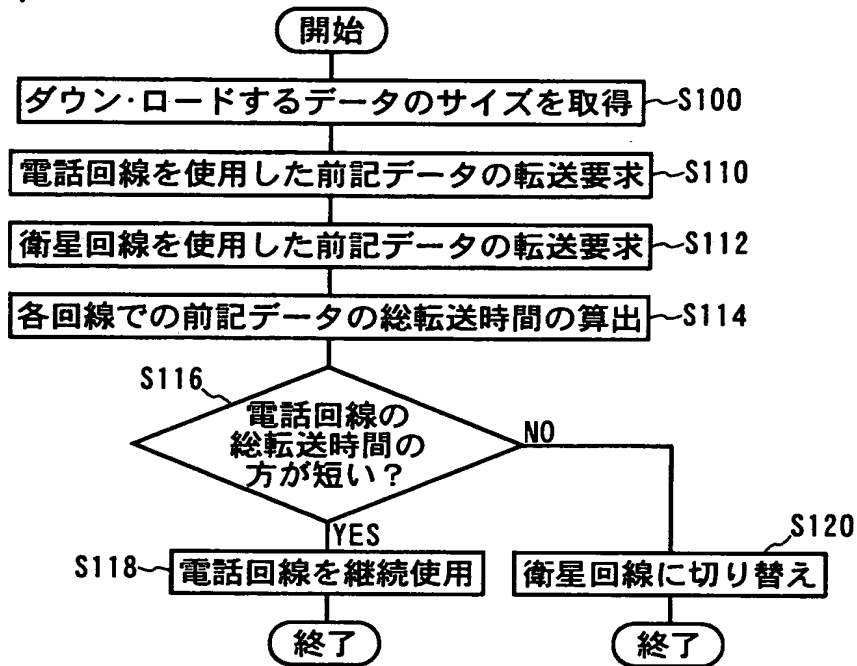 開始
ダウン・ロードするデータのサイズを取得
S100
電話回線を使用した前記データの転送要求
S110
衛星回線を使用した前記データの転送要求
S112
各回線での前記データの総転送時間の算出
S114
S116
電話回線の
総転送時間の
方が短い?
NO
YES
S118
電話回線を継続使用
S120
衛星回線に切り替え
終了
終了